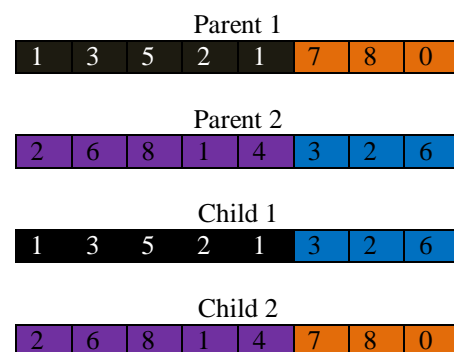 Parent 1
1 3 5 2 1 7 8 0
Parent 2
2 6 8 1 4 3 2 6
Child 1
1 3 5 2 1 3 2 6
Child 2
2 6 8 1 4 7 8 0